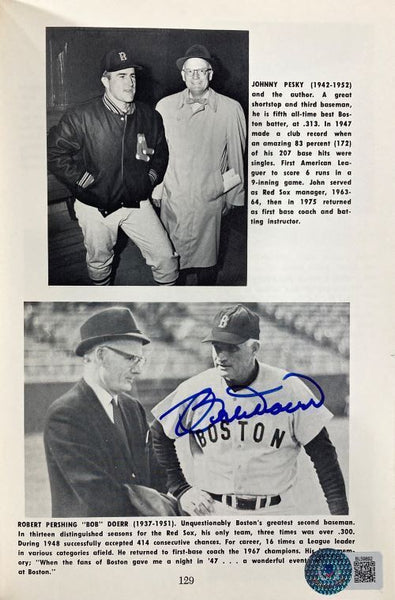 B
JOHNNY PESKY (1942-1952)
and the author. A great
shortstop and third baseman,
he is fifth all-time best Bos-
ton batter, at .313. In 1947
made a club record when
an amazing 83 percent (172)
of his 207 base hits were
singles. First American Lea-
guer to score 6 runs in a
9-inning game. John served
as Red Sox manager, 1963-
64, then in 1975 returned
as first base coach and bat-
ting instructor.
B
Bob Doerr
BOSTON
ROBERT PERSHING "BOB" DOERR (1937-1951). Unquestionably Boston's greatest second baseman.
In thirteen distinguished seasons for the Red Sox, his only team, three times was over .300.
During 1948 successfully accepted 414 consecutive chances. For career, 16 times a League leader
in various categories afield. He returned to first-base coach the 1967 champions. His
ry; "When the fans of Boston gave me a night in '47 . . . a wonderful
at Boston."
129